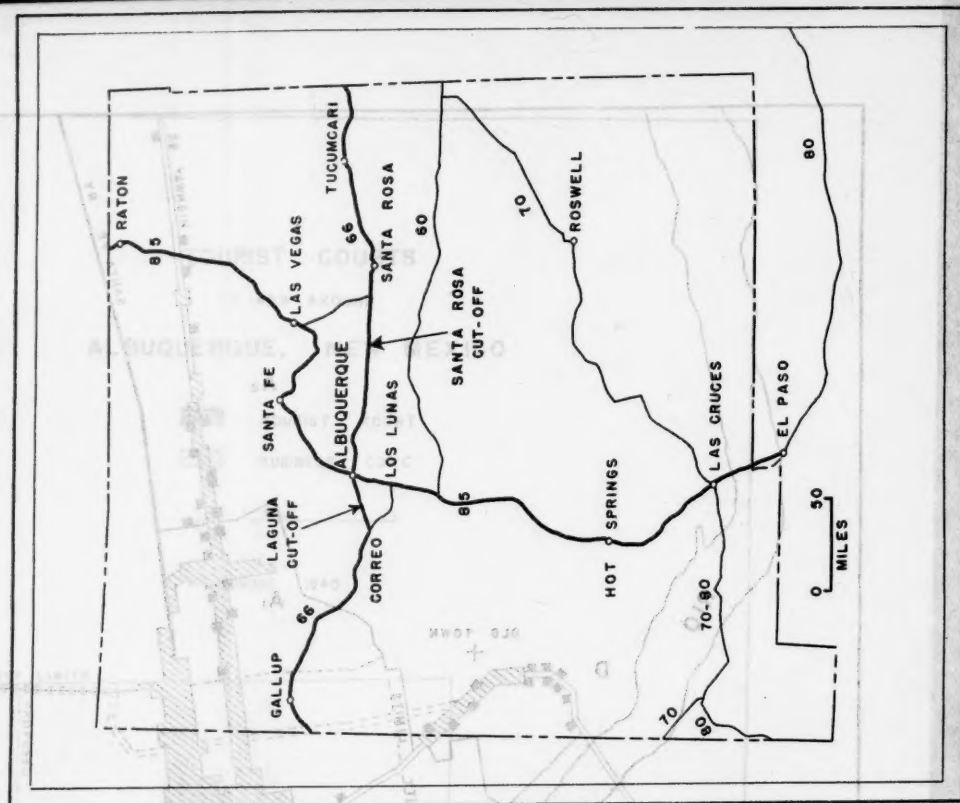 RATON
85
LAS VEGAS
TUCUMCARI
66
SANTA ROSA
SANTA FE
ALBUQUERQUE
LOS LUNAS
SANTA ROSA
CUT-OFF
LAGUNA
CUT-OFF
CORREO
66
GALLUP
60
70
ROSWELL
85
HOT SPRINGS
LAS CRUCES
EL PASO
80
70-80
70
80
0 50
MILES
TOURIST COURTS
ALBUQUERQUE, NEW MEXICO
OLD TOWN